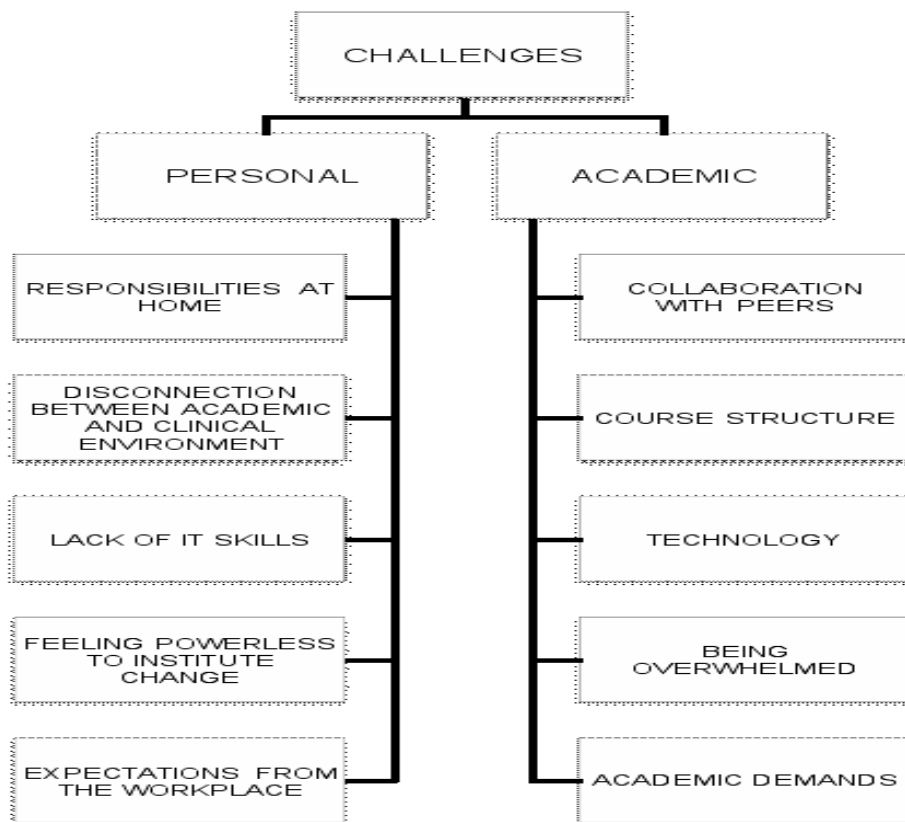 CHALLENGES
PERSONAL
ACADEMIC
RESPONSIBILITIES AT
HOME
DISCONNECTION
BETWEEN ACADEMIC
AND CLINICAL
ENVIRONMENT
LACK OF IT SKILLS
FEELING POWERLESS
TO INSTITUTE
CHANGE
EXPECTATIONS FROM
THE WORKPLACE
COLLABORATION
WITH PEERS
COURSE STRUCTURE
TECHNOLOGY
BEING
OVERWHELMED
ACADEMIC DEMANDS